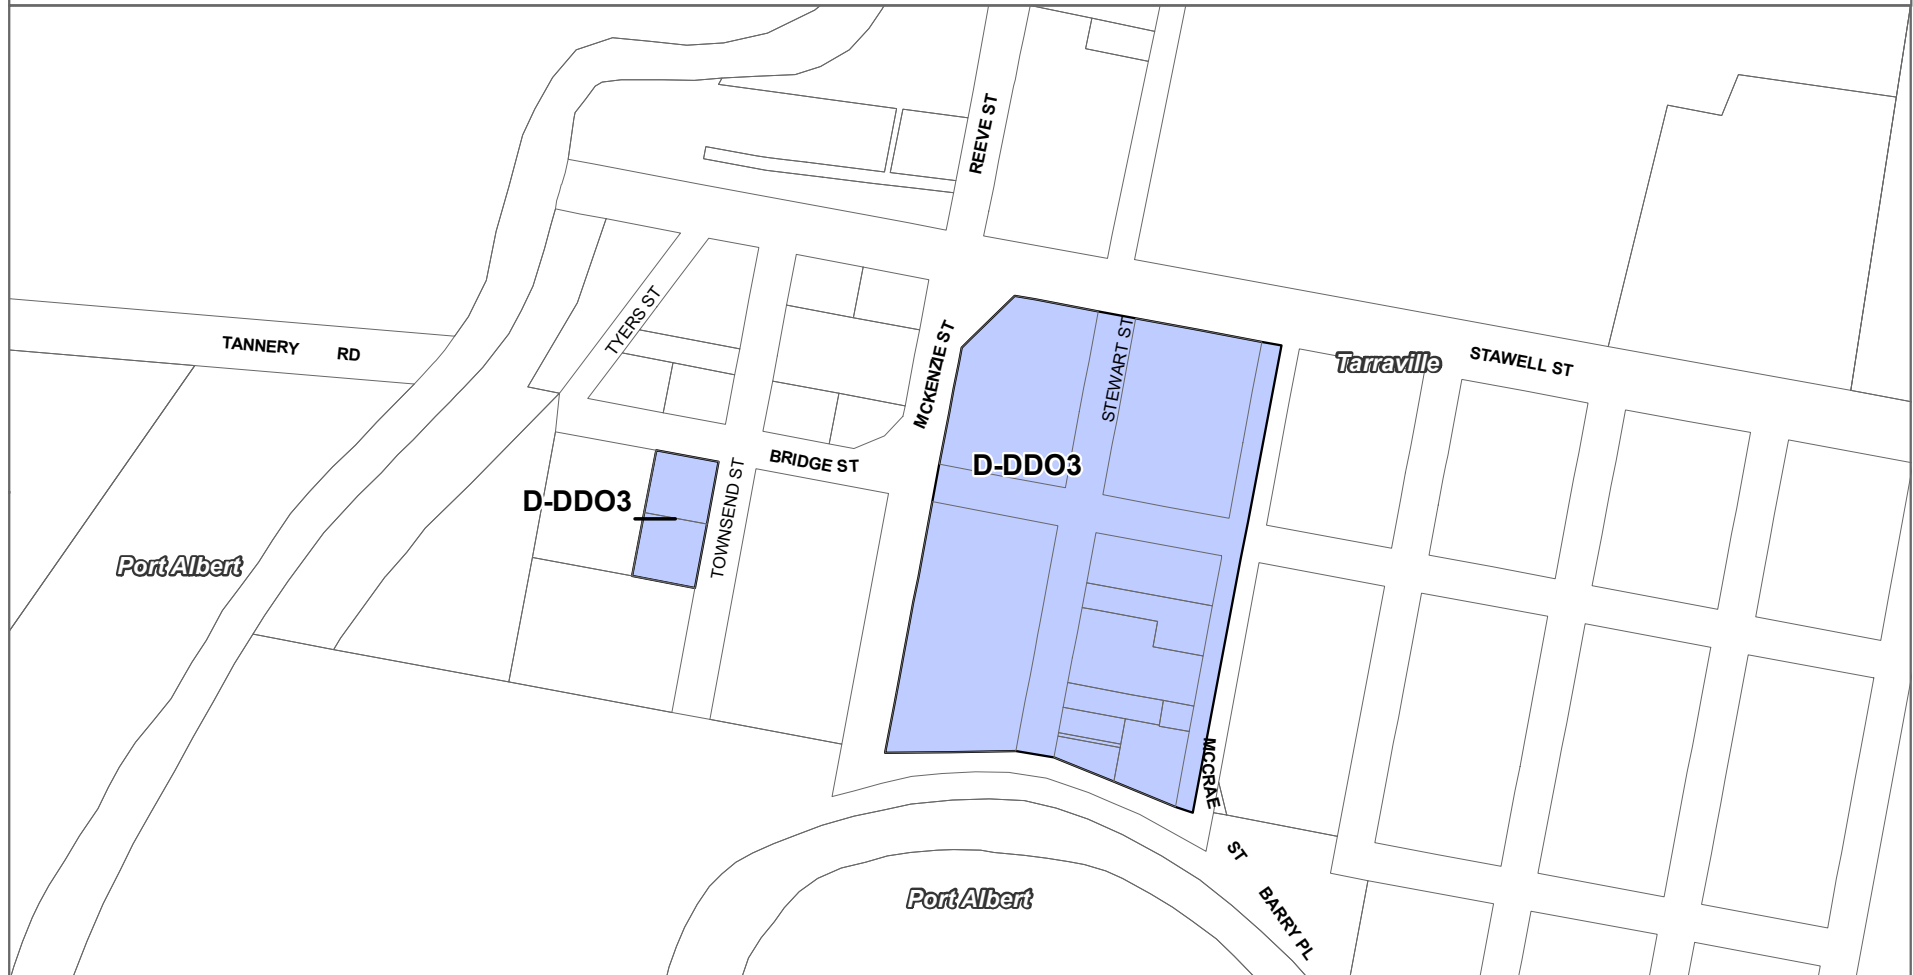 REEVE ST
TYERS ST
TANNERY RD
MCKENZIE ST
STEWART ST
Tarraville
STAWELL ST
BRIDGE ST
D-DDO3
D-DDO3
TOWNSEND ST
Port Albert
MCCRAE ST
BARRY PL
Port Albert